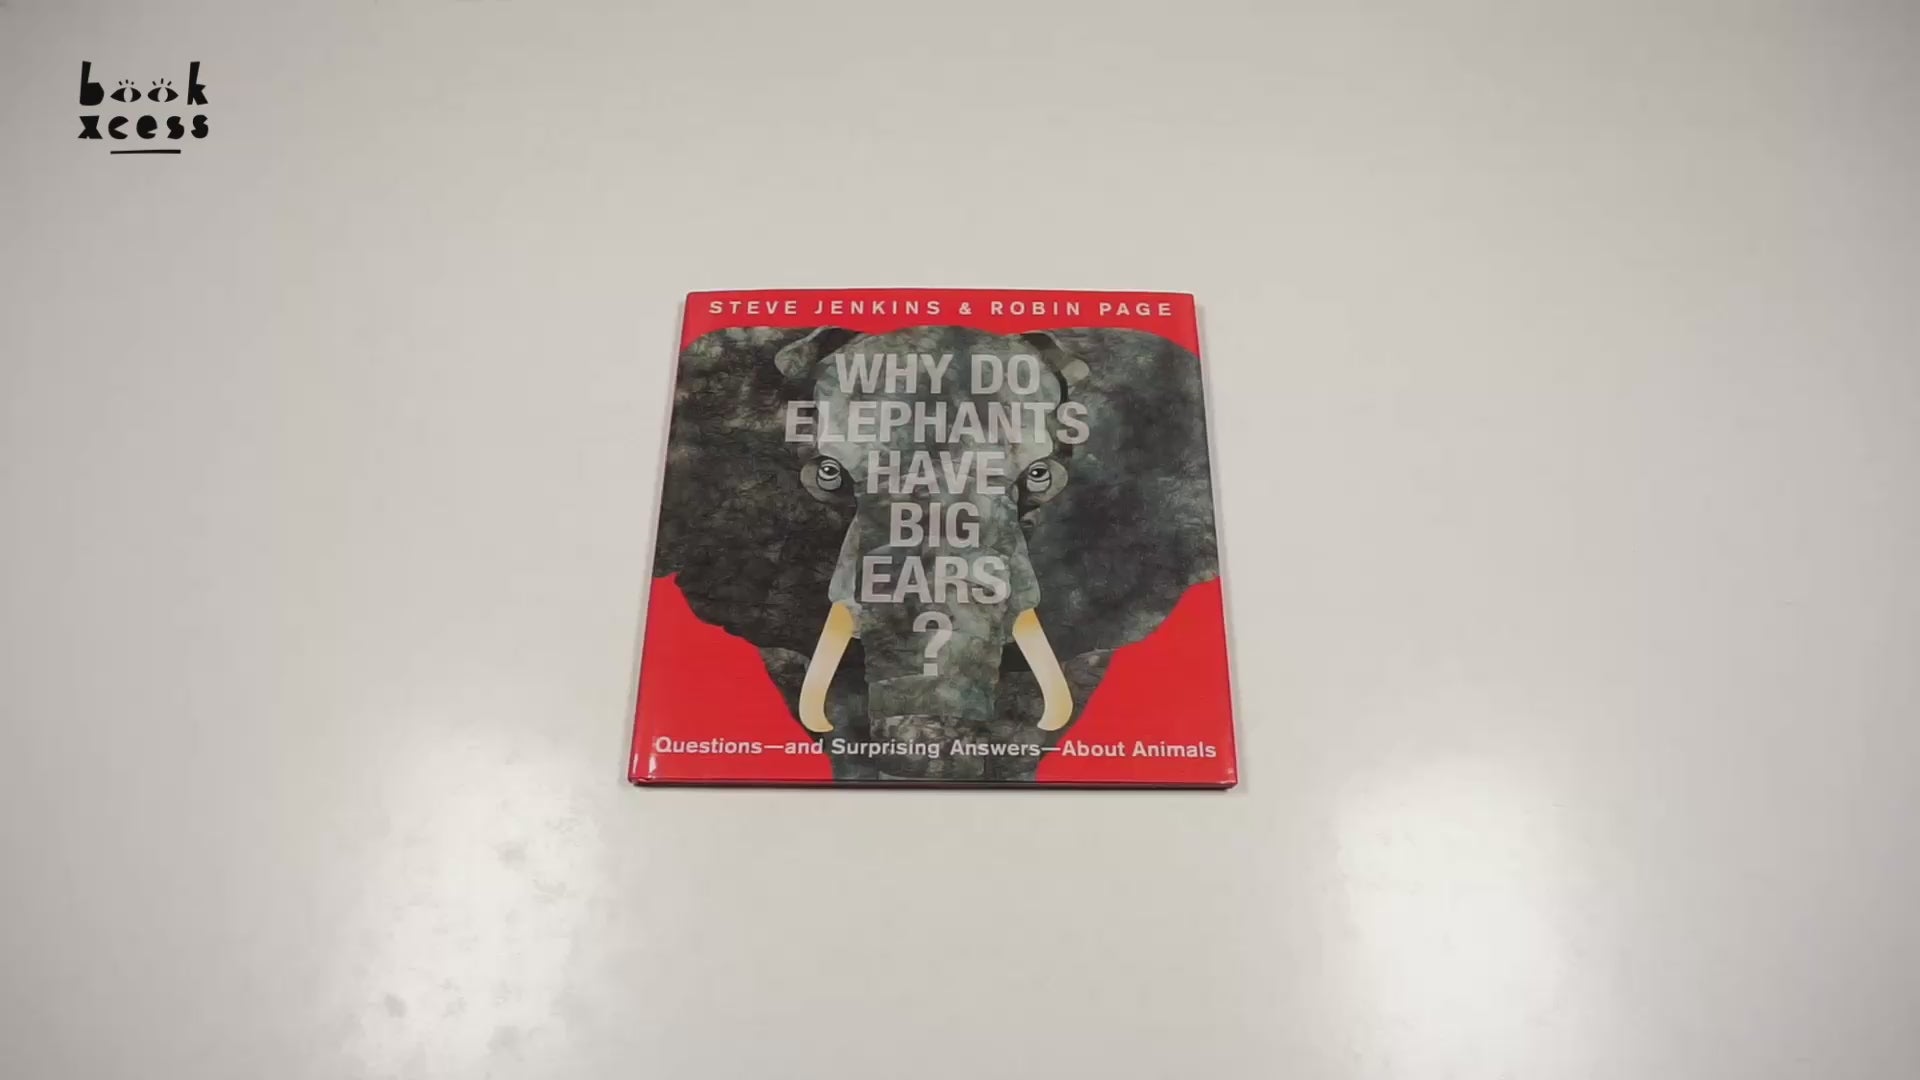 book
xcess
STEVE JENKINS & ROBIN PAGE
WHY DO
ELEPHANTS
HAVE
BIG
EARS
?
Questions—and Surprising Answers—About Animals